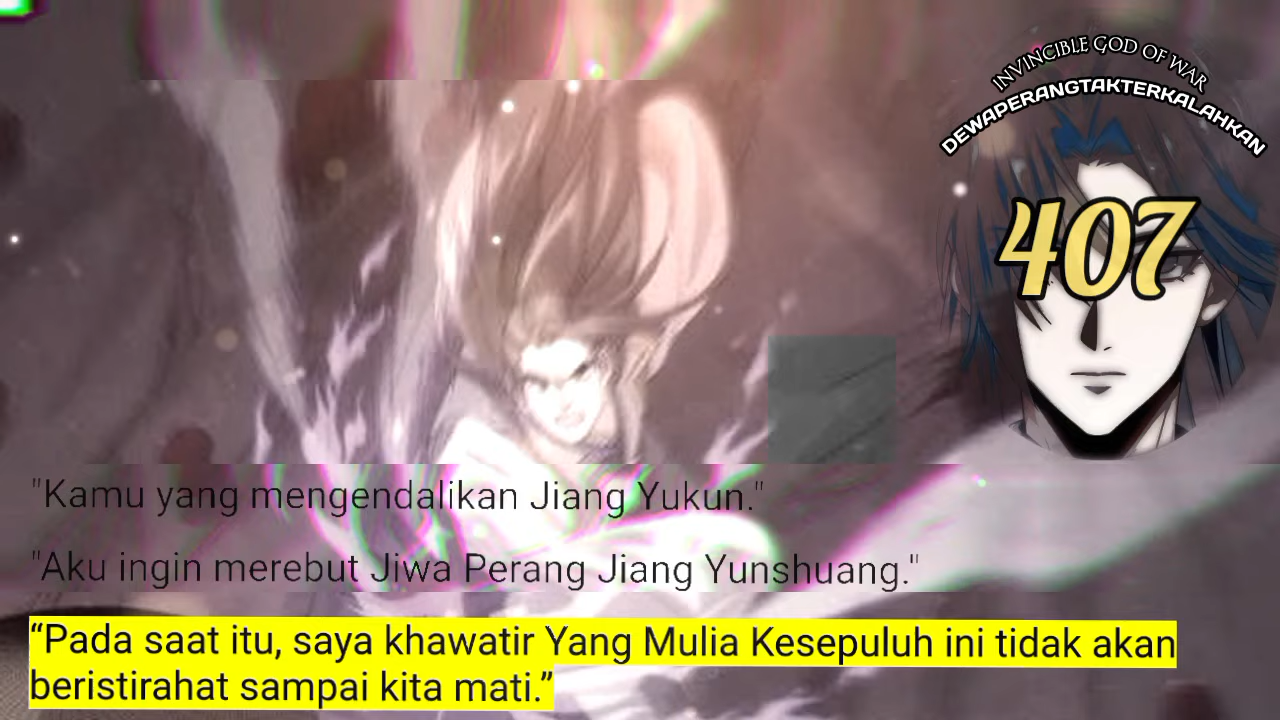 INVINCIBLE GOD OF WAR
DEWAPERANGTAKTERKALAHKAN
407
"Kamu yang mengendalikan Jiang Yukun."
"Aku ingin merebut Jiwa Perang Jiang Yunshuang."
“Pada saat itu, saya khawatir Yang Mulia Kesepuluh ini tidak akan
beristirahat sampai kita mati.”